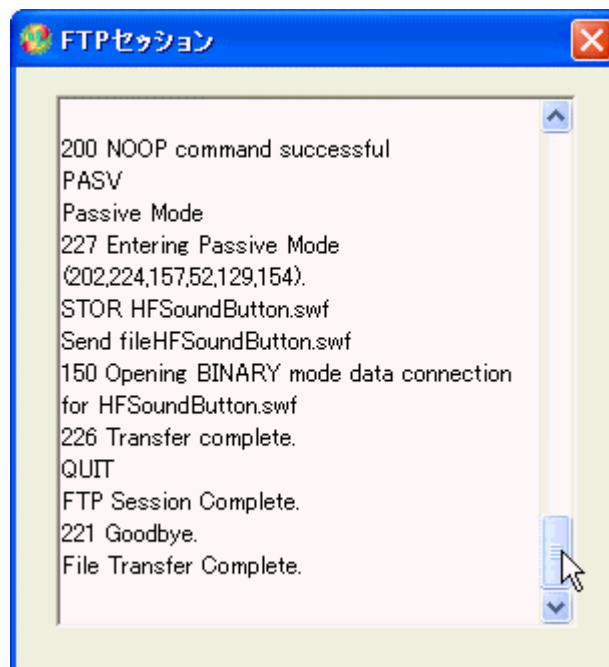 FTPセッション
200 NOOP command successful
PASV
Passive Mode
227 Entering Passive Mode
(202,224,157,52,129,154).
STOR HFSoundButton.swf
Send fileHFSoundButton.swf
150 Opening BINARY mode data connection
for HFSoundButton.swf
226 Transfer complete.
QUIT
FTP Session Complete.
221 Goodbye.
File Transfer Complete.